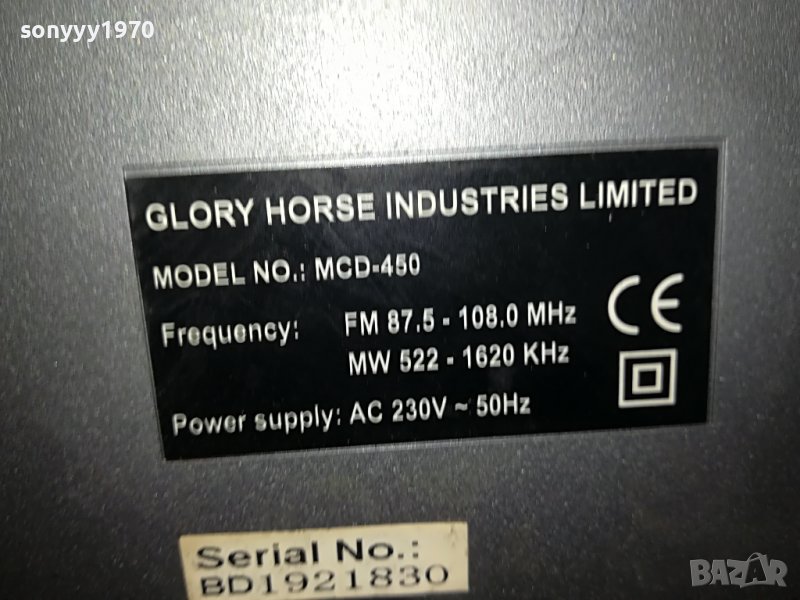 sonyyy1970
GLORY HORSE INDUSTRIES LIMITED
MODEL NO.: MCD-450
Frequency: FM 87.5 - 108.0 MHz
MW 522 - 1620 KHz
CE
Power supply: AC 230V ~ 50Hz
Serial No.:
BD1921830
BAZAR